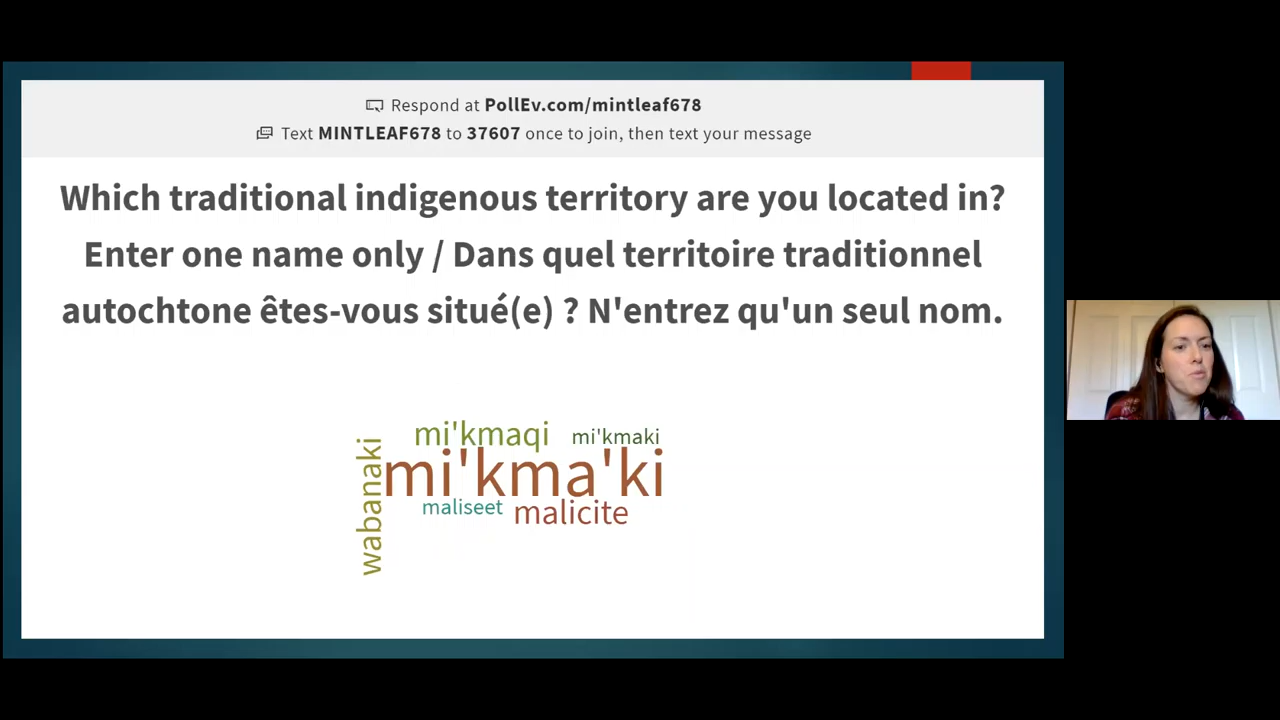 Respond at PollEv.com/mintleaf678
Text MINTLEAF678 to 37607 once to join, then text your message
Which traditional indigenous territory are you located in?
Enter one name only / Dans quel territoire traditionnel
autochtone êtes-vous situé(e) ? N'entrez qu'un seul nom.
wabanaki
mi'kmaqi
mi'kmaki
mi'kma'ki
maliseet
malicite